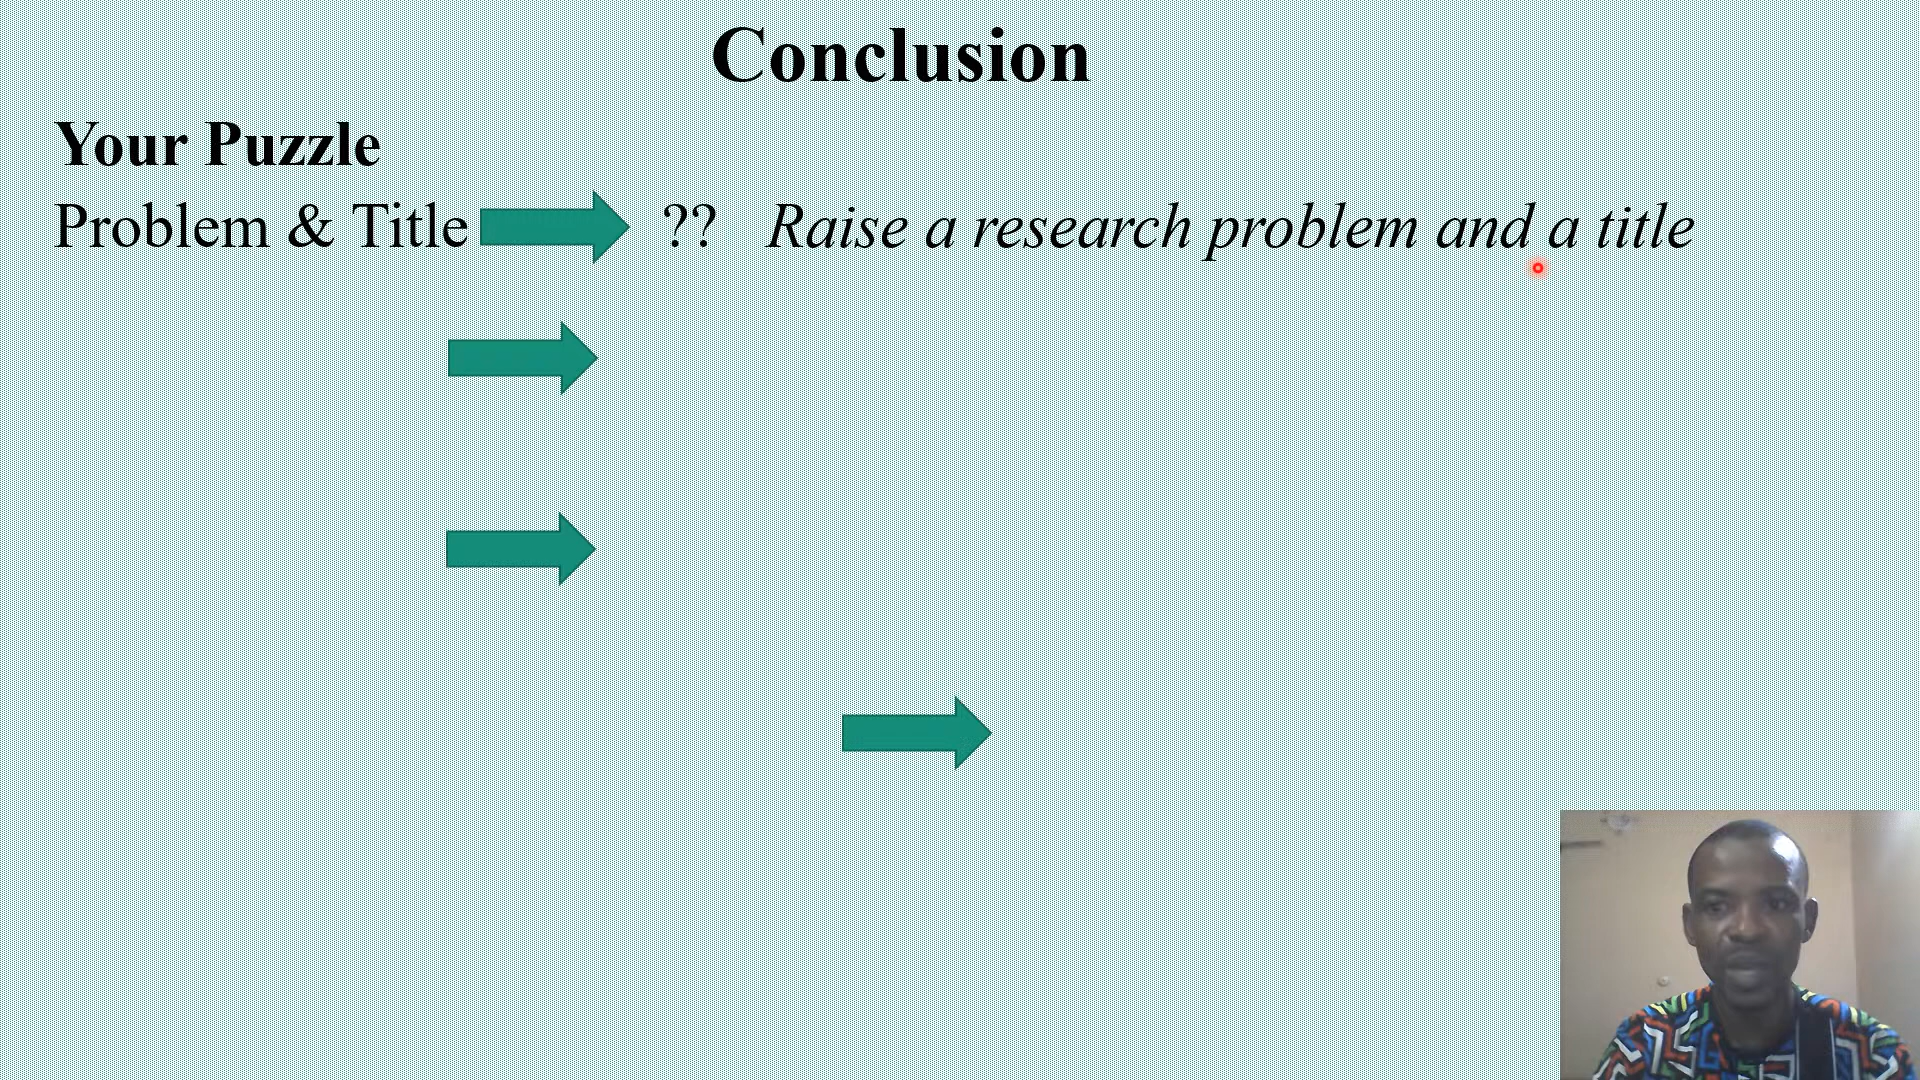 Conclusion
Your Puzzle
Problem & Title ?? Raise a research problem and a title